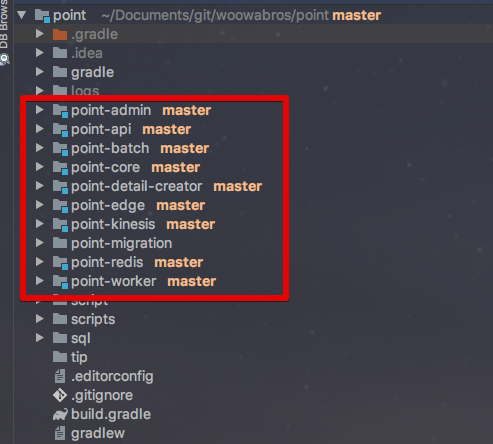 DB Brows
point ~/Documents/git/woowabros/point master
.gradle
.idea
gradle
logs
point-admin master
point-api master
point-batch master
point-core master
point-detail-creator master
point-edge master
point-kinesis master
point-migration
point-redis master
point-worker master
script
scripts
sql
tip
.editorconfig
.gitignore
build.gradle
gradlew